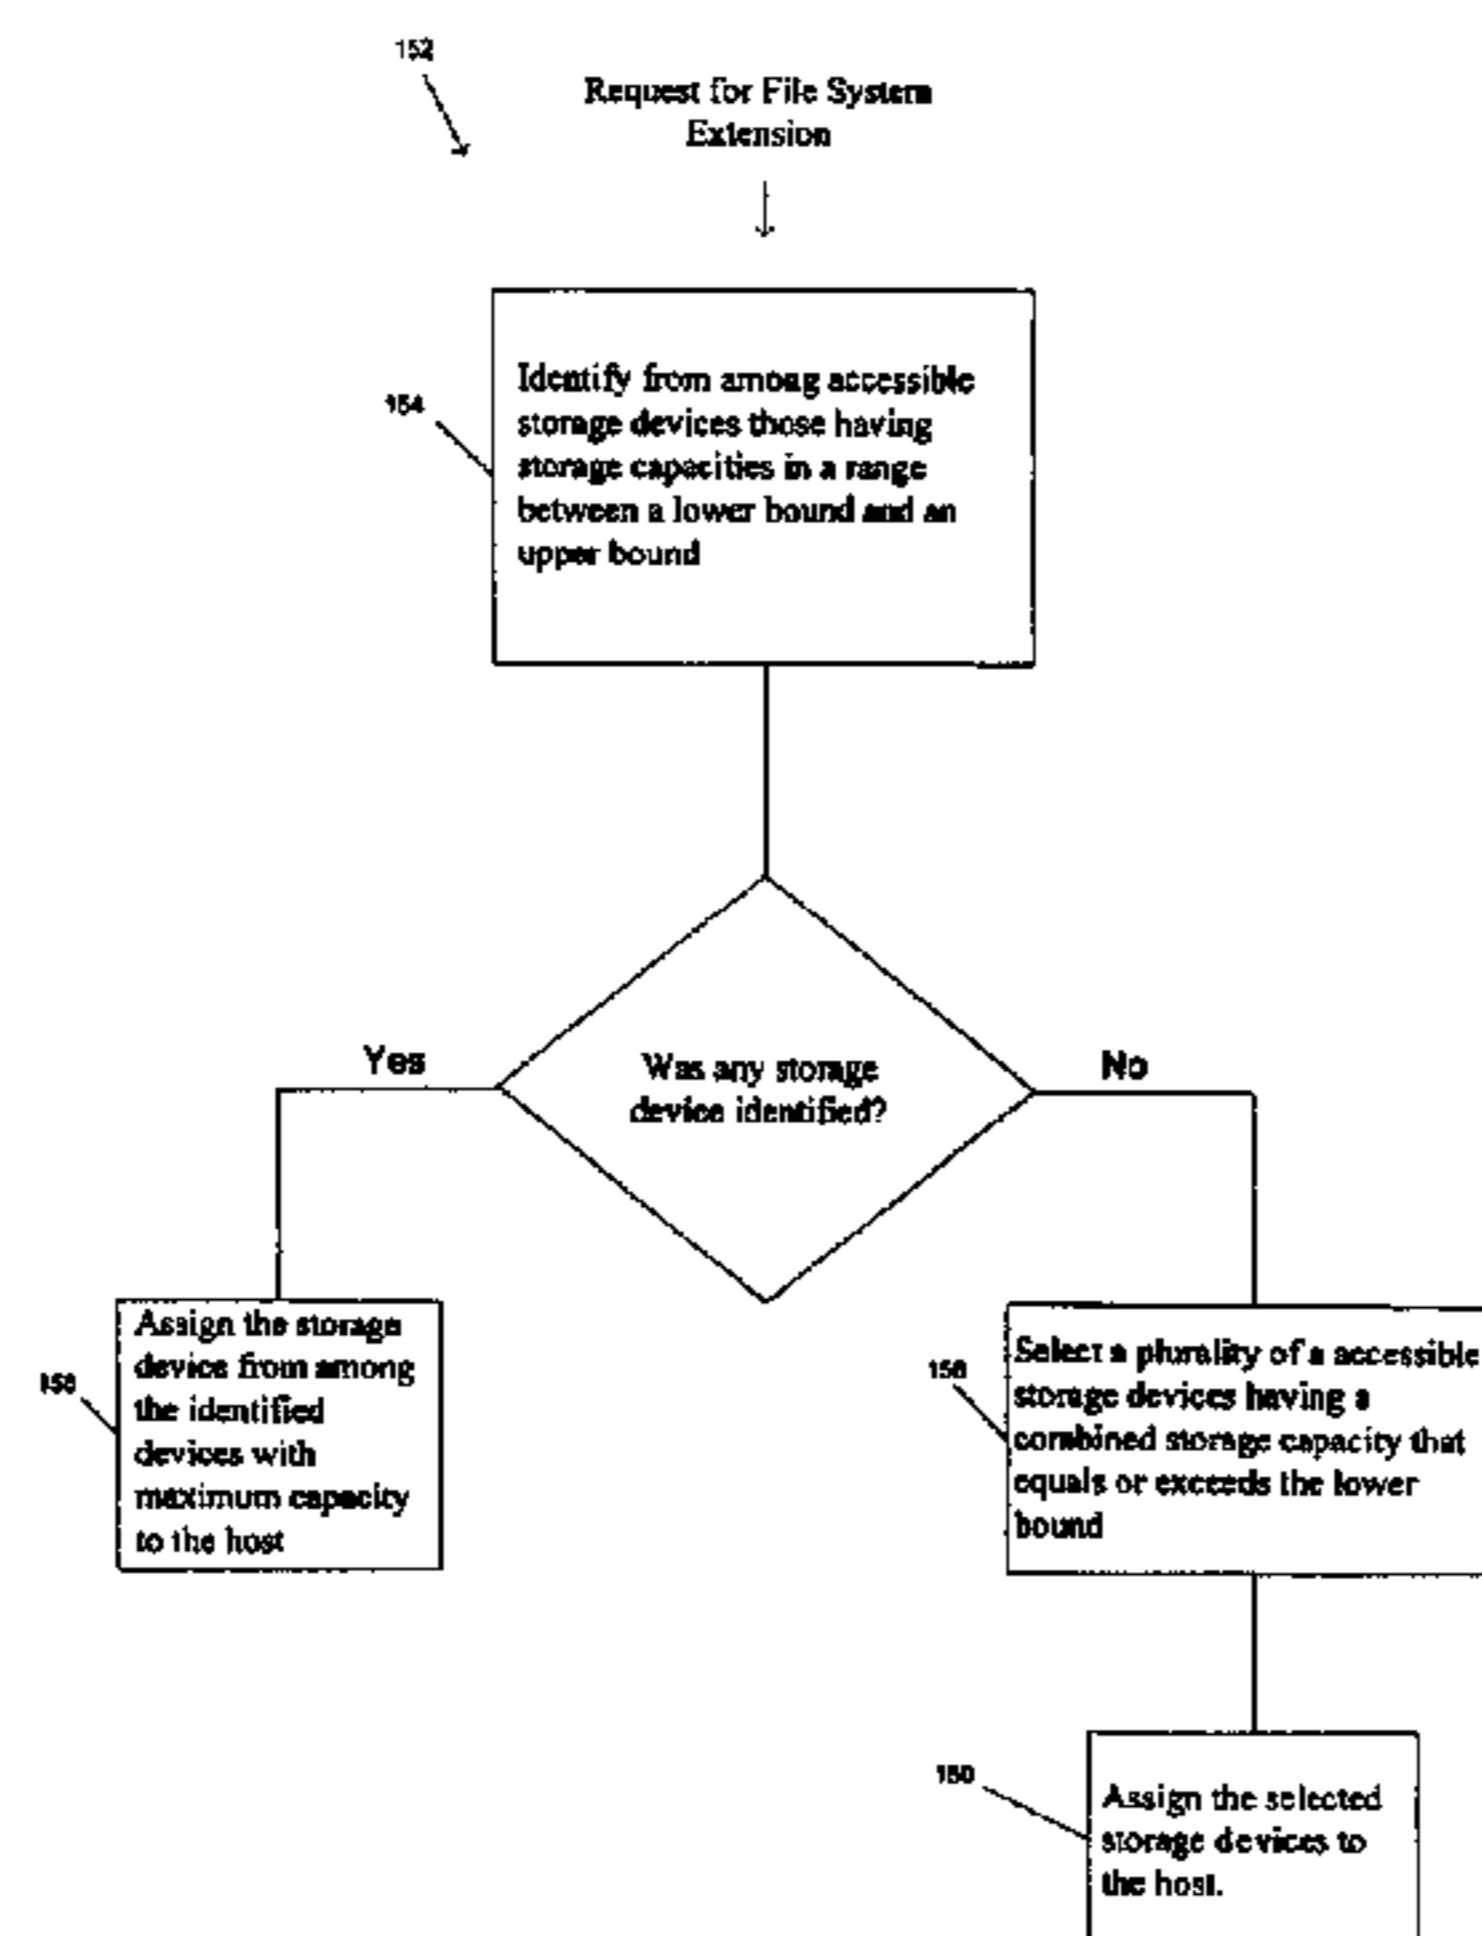 152
Request for File System
Extension
154
Identify from among accessible
storage devices those having
storage capacities in a range
between a lower bound and an
upper bound
Yes
Was any storage
device identified?
No
Assign the storage
device from among
the identified
devices with
maximum capacity
to the host
Select a plurality of a accessible
storage devices having a
combined storage capacity that
equals or exceeds the lower
bound
Assign the selected
storage devices to
the host.